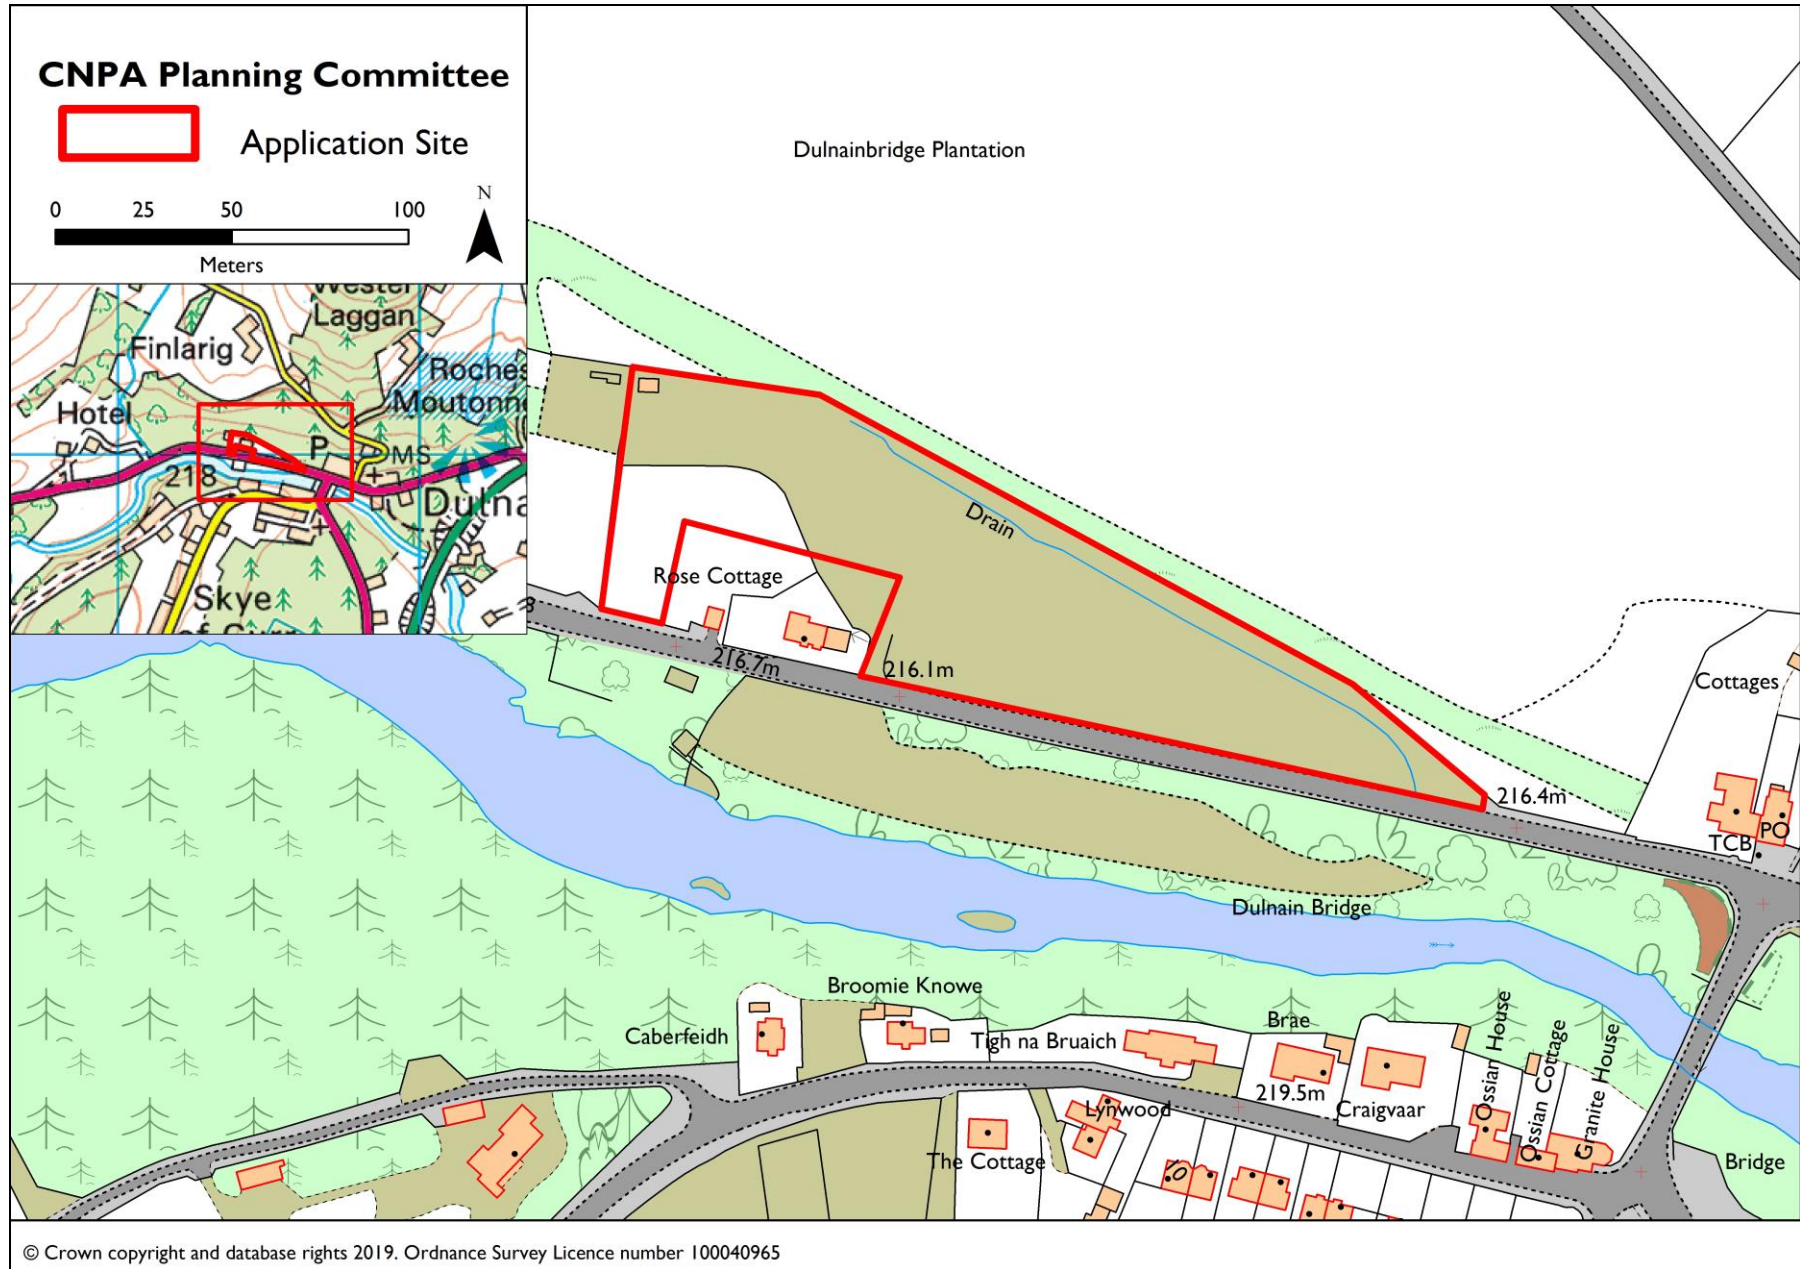 CNPA Planning Committee
Application Site
0 25 50 100
Meters
N
Wester
Laggan
Finlarig
Roches
Moutonn
Hotel
P
MS
218
Dulna
Skye
Dulnainbridge Plantation
Drain
Rose Cottage
216.7m
216.1m
216.4m
Cottages
TCB
PO
Dulnain Bridge
Broomie Knowe
Caberfeidh
Tigh na Bruaich
Brae
Ossian House
Ossian Cottage
Granite House
219.5m
Craigvaar
Lynwood
The Cottage
10
Bridge
© Crown copyright and database rights 2019. Ordnance Survey Licence number 100040965